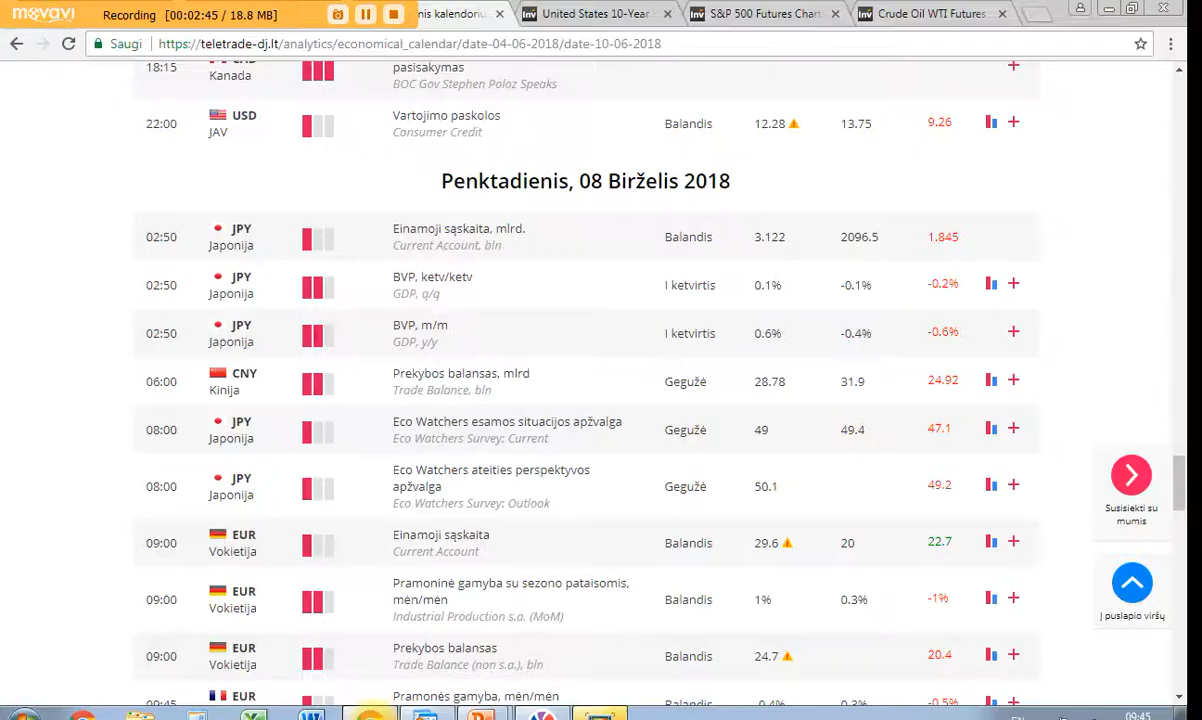 movavi Recording [00:02:45 / 18.8 MB]
nis kalendoriu × United States 10-Year × S&P 500 Futures Chart × Crude Oil WTI Futures ×
Saugi https://teletrade-dj.lt/analytics/economical_calendar/date-04-06-2018/date-10-06-2018
18:15 Kanada pasisakymas +
BOC Gov Stephen Poloz Speaks
22:00 USD Vartojimo paskolos Balandis 12.28 13.75 9.26 +
JAV Consumer Credit
Penktadienis, 08 Birželis 2018
02:50 JPY Einamoji sąskaita, mlrd. Balandis 3.122 2096.5 1.845
Japonija Current Account, bln
02:50 JPY BVP, ketv/ketv I ketvirtis 0.1% -0.1% -0.2% +
Japonija GDP, q/q
02:50 JPY BVP, m/m I ketvirtis 0.6% -0.4% -0.6% +
Japonija GDP, y/y
06:00 CNY Prekybos balansas, mlrd Gegužė 28.78 31.9 24.92 +
Kinija Trade Balance, bln
08:00 JPY Eco Watchers esamos situacijos apžvalga Gegužė 49 49.4 47.1 +
Japonija Eco Watchers Survey: Current
08:00 JPY Eco Watchers ateities perspektyvos Gegužė 50.1 49.2 +
Japonija apžvalga
Eco Watchers Survey: Outlook
09:00 EUR Einamoji sąskaita Balandis 29.6 20 22.7 +
Vokietija Current Account
09:00 EUR Pramoninė gamyba su sezono pataisomis, Balandis 1% 0.3% -1% +
Vokietija mėn/mėn
Industrial Production s.a. (MoM)
09:00 EUR Prekybos balansas Balandis 24.7 20.4 +
Vokietija Trade Balance (non s.a.), bln
EUR Pramonės gamyba, mėn/mėn
Susisiekti su
mumis
Į puslapio viršų
09:45